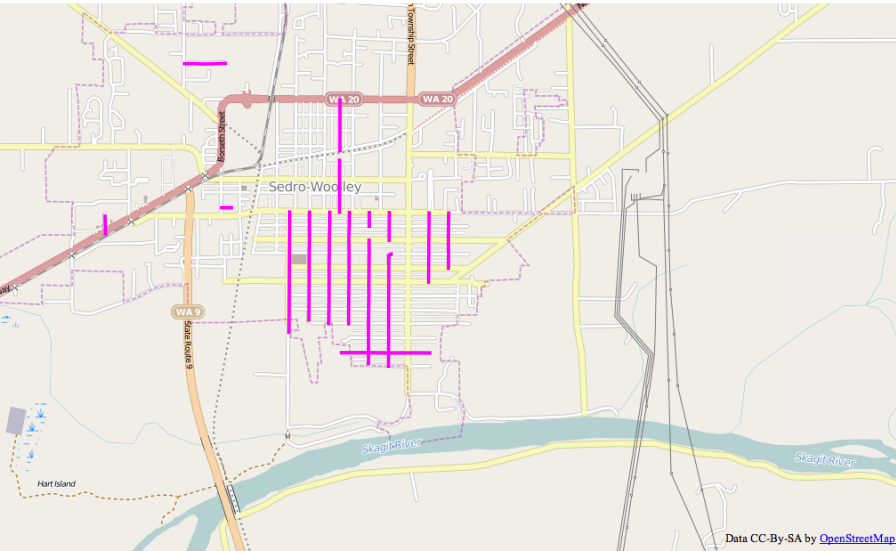 Township Street
WA 20
WA 20
Borseth Street
Sedro-Woolley
way
WA 9
State Route 9
Skagit River
Skagit River
Hart Island
Data CC-By-SA by OpenStreetMap